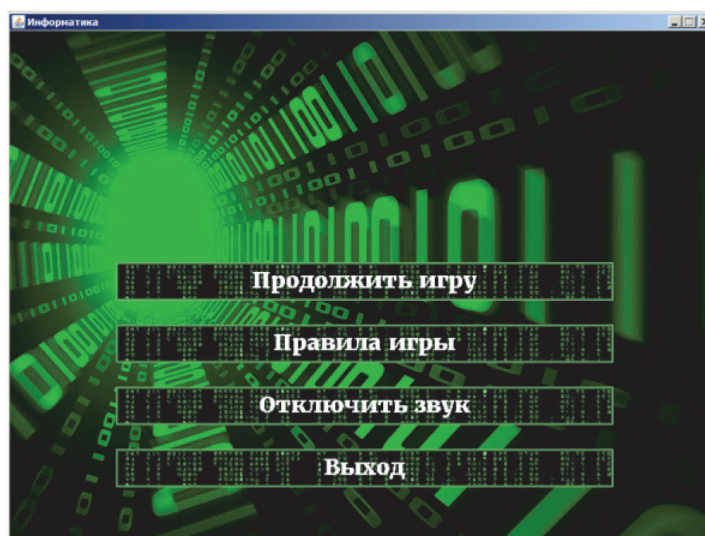 Информатика
Продолжить игру
Правила игры
Отключить звук
Выход